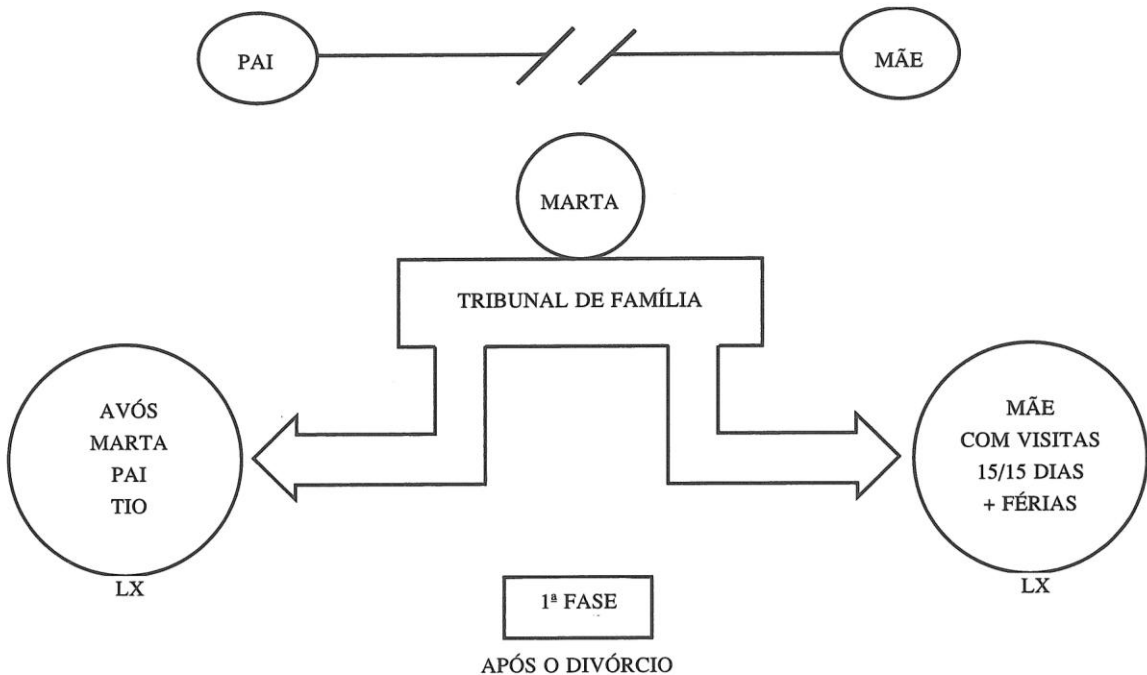 PAI
MÃE
MARTA
TRIBUNAL DE FAMÍLIA
AVÓS
MARTA
PAI
TIO
LX
MÃE
COM VISITAS
15/15 DIAS
+ FÉRIAS
LX
1ª FASE
APÓS O DIVÓRCIO